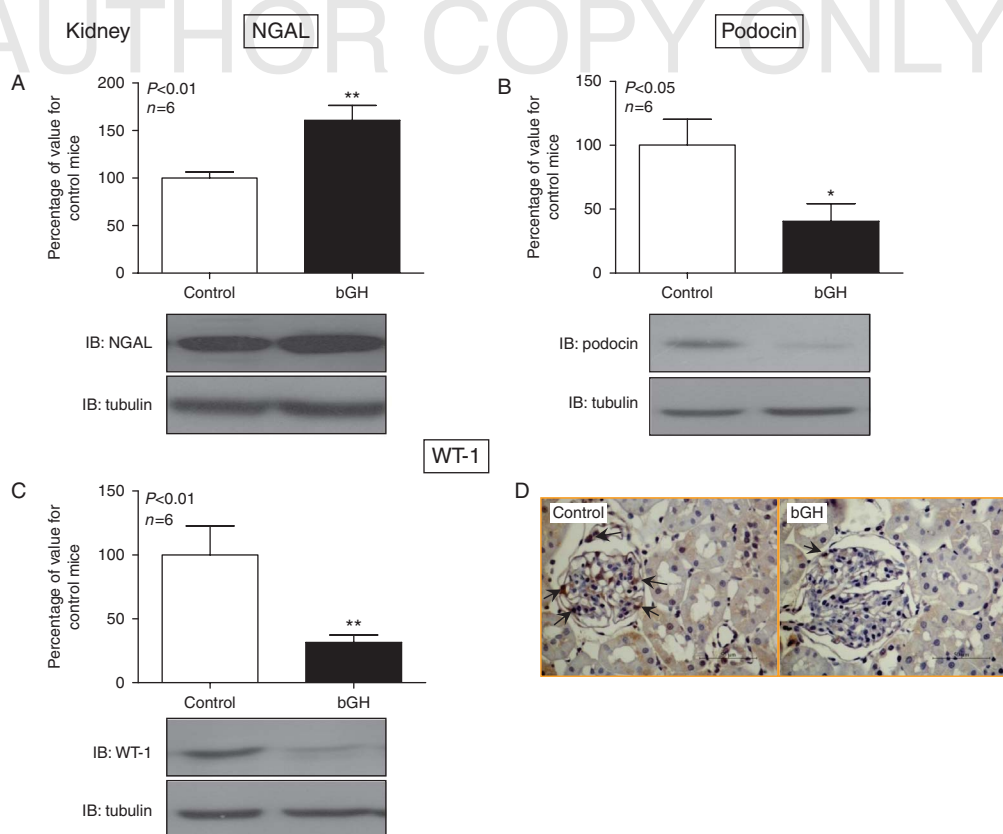 AUTHOR COPY ONLY
Kidney
NGAL
Podocin
A
Percentage of value for
control mice
200
150
100
50
0
P<0.01
n=6
**
Control
bGH
IB: NGAL
IB: tubulin
B
Percentage of value for
control mice
150
100
50
0
P<0.05
n=6
*
Control
bGH
IB: podocin
IB: tubulin
WT-1
C
Percentage of value for
control mice
150
100
50
0
P<0.01
n=6
**
Control
bGH
IB: WT-1
IB: tubulin
D
Control
bGH